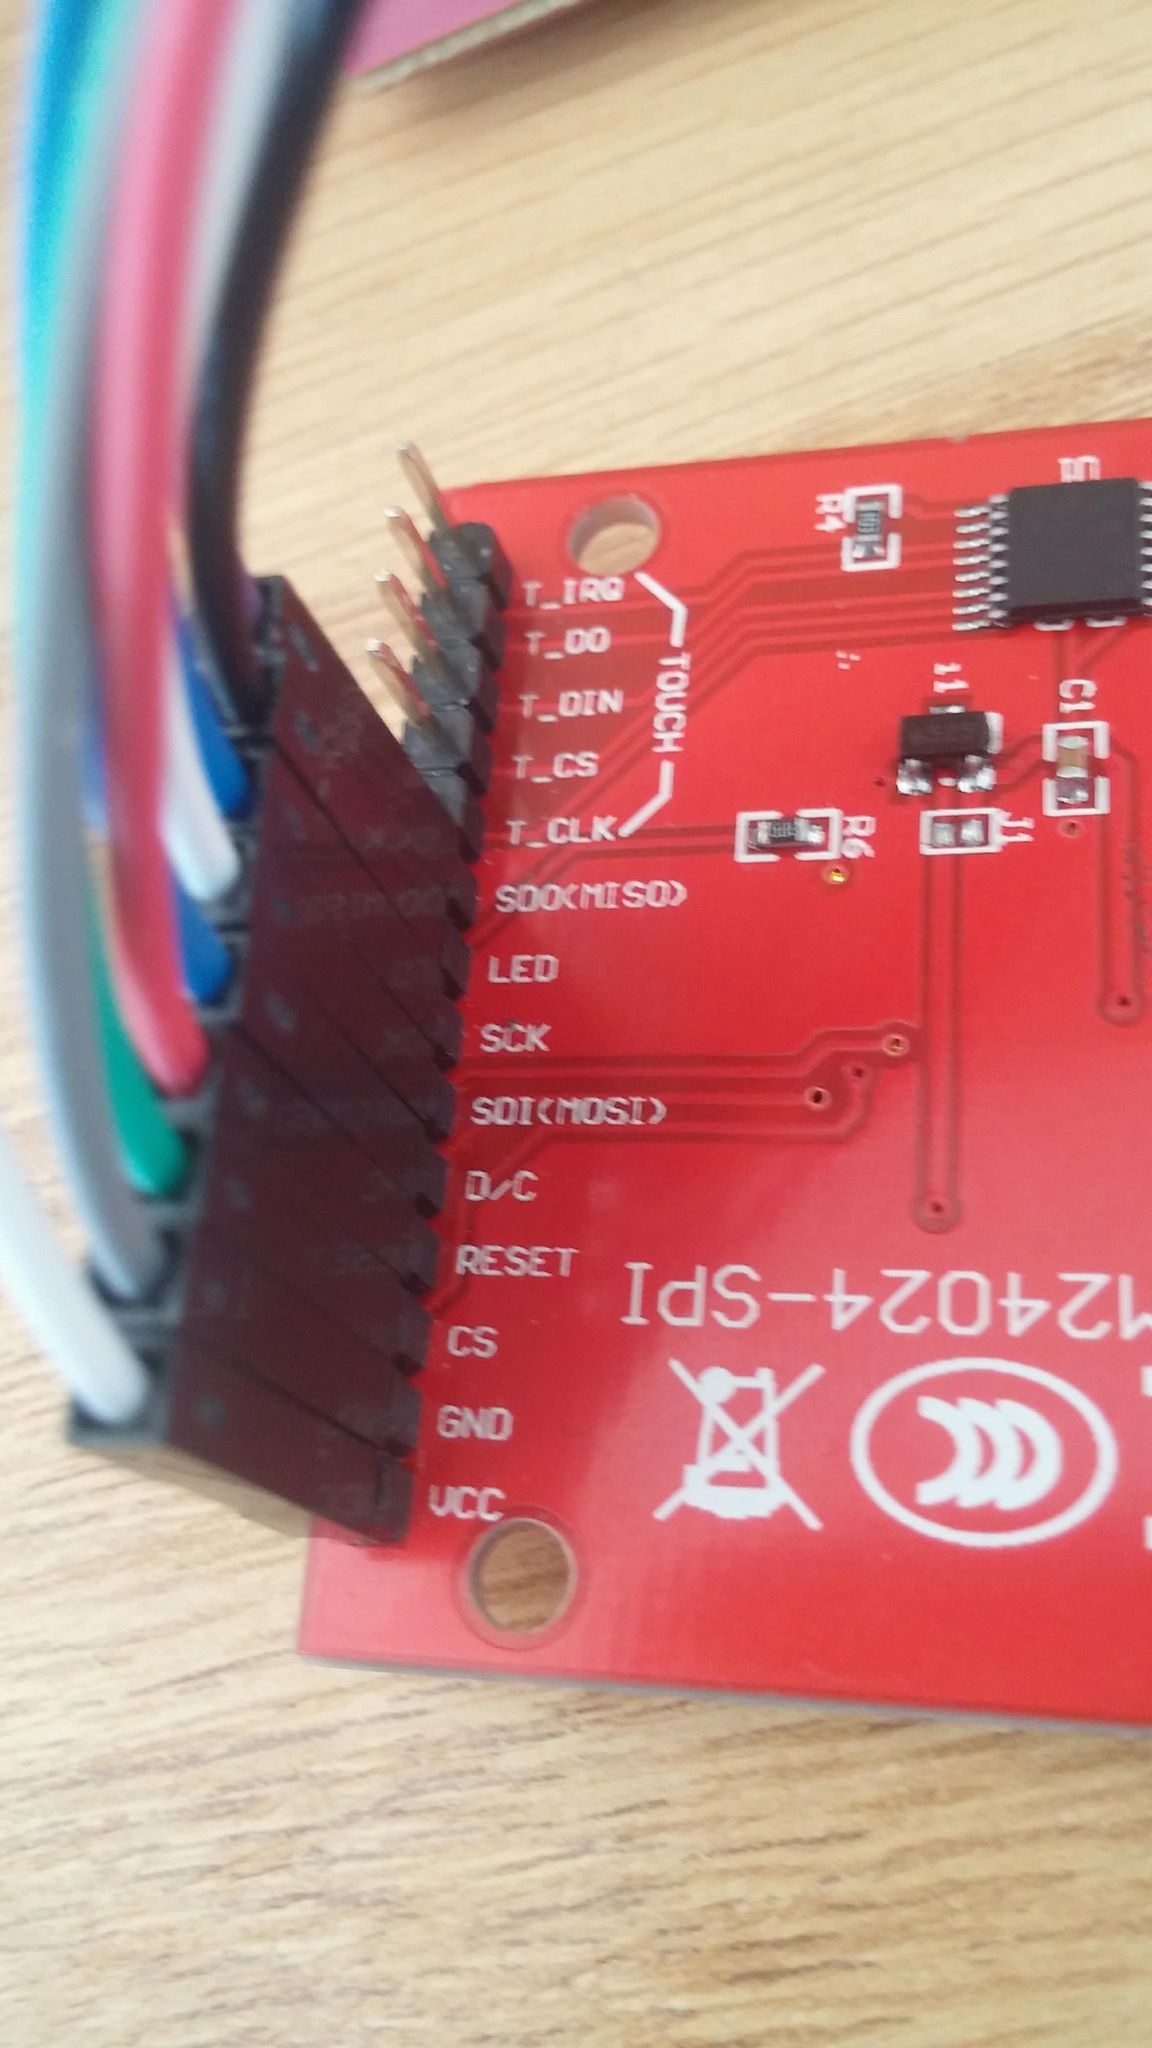 T_IRQ
T_DO
T_DIN
T_CS
T_CLK
TOUCH
SDO(MISO)
LED
SCK
SDI(MOSI)
D/C
RESET
CS
GND
VCC
R4
U1
C1
R6
J1
M24024-SPI